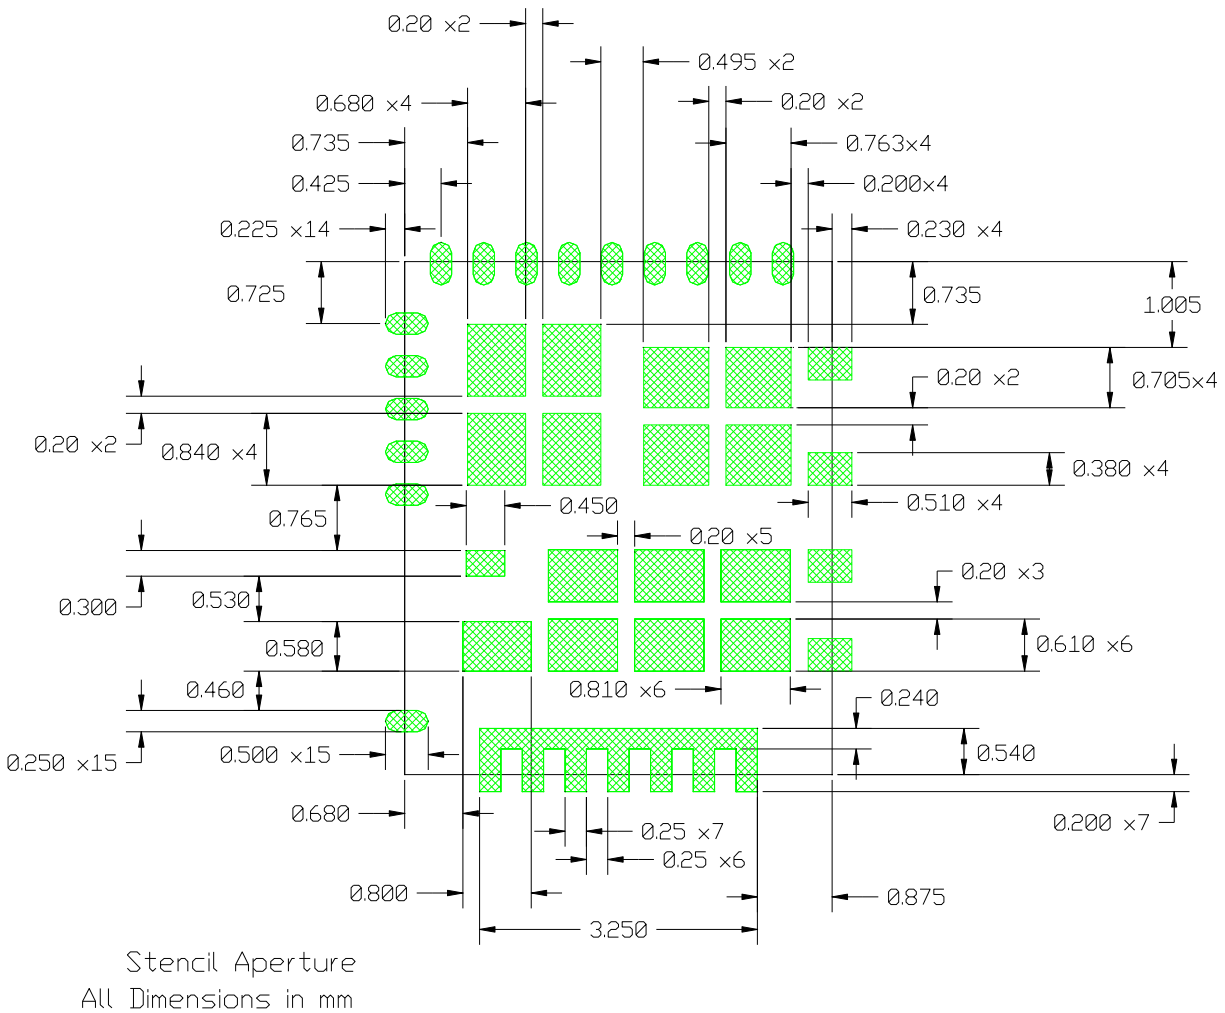 0.20 x2
0.495 x2
0.680 x4
0.20 x2
0.735
0.763x4
0.425
0.200x4
0.225 x14
0.230 x4
0.725
0.735
1.005
0.20 x2
0.705x4
0.20 x2
0.840 x4
0.380 x4
0.765
0.450
0.510 x4
0.20 x5
0.300
0.530
0.20 x3
0.580
0.610 x6
0.460
0.810 x6
0.240
0.250 x15
0.500 x15
0.540
0.680
0.25 x7
0.200 x7
0.25 x6
0.800
0.875
3.250
Stencil Aperture
All Dimensions in mm